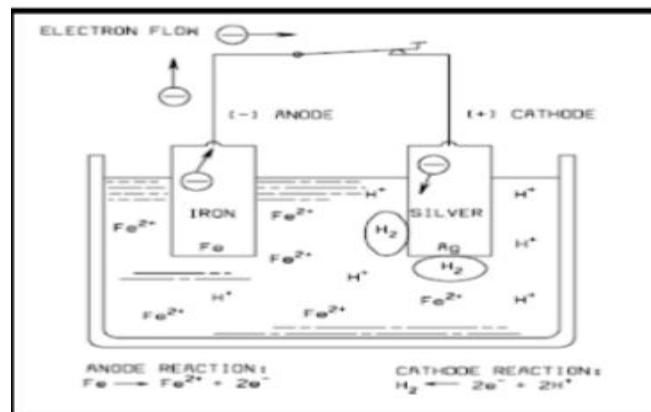 ELECTRON FLOW
(-) ANODE
(+) CATHODE
IRON
Fe
SILVER
Ag
H⁺
H⁺
Fe²⁺
Fe²⁺
H₂
Fe²⁺
H⁺
H₂
H⁺
H⁺
Fe²⁺
H⁺
Fe²⁺
Fe²⁺
ANODE REACTION:
Fe → Fe²⁺ + 2e⁻
CATHODE REACTION:
H₂ ← 2e⁻ + 2H⁺